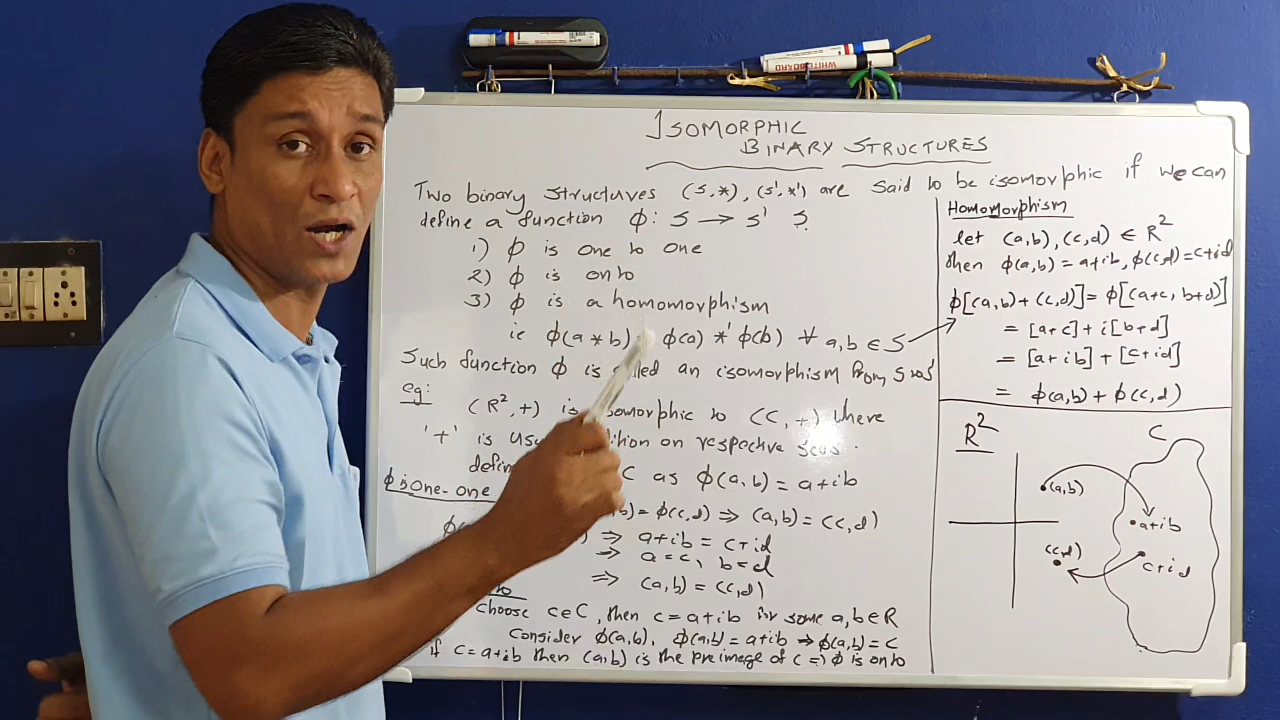 WHITEBOARD
ISOMORPHIC
BINARY STRUCTURES
Two binary structures (S,*), (S',*') are said to be isomorphic if we can
define a function ϕ: S → S' ?
1) ϕ is one to one
2) ϕ is onto
3) ϕ is a homomorphism
ie ϕ(a*b) ϕ(a) *' ϕ(b) ∀ a,b ∈ S
Such function ϕ is called an isomorphism from S to S'
eg:
(R², +) is isomorphic to (C, +) where
'+' is addition on respective sets.
C as ϕ(a,b) = a+ib
ϕ is one-one
= ϕ(c,d) ⇒ (a,b) = (c,d)
⇒ a+ib = c+id
⇒ a=c, b=d
⇒ (a,b) = (c,d)
choose c∈C, then c=a+ib for some a,b∈R
Consider ϕ(a,b), ϕ(a,b) = a+ib ⇒ ϕ(a,b) = C
if c=a+ib then (a,b) is the preimage of c ⇒ ϕ is onto
Homomorphism
let (a,b), (c,d) ∈ R²
then ϕ(a,b) = a+ib, ϕ(c,d) = c+id
ϕ[(a,b)+(c,d)] = ϕ[(a+c, b+d)]
= [a+c] + i[b+d]
= [a+ib] + [c+id]
= ϕ(a,b) + ϕ(c,d)
R²
C
(a,b)
a+ib
(c,d)
c+id